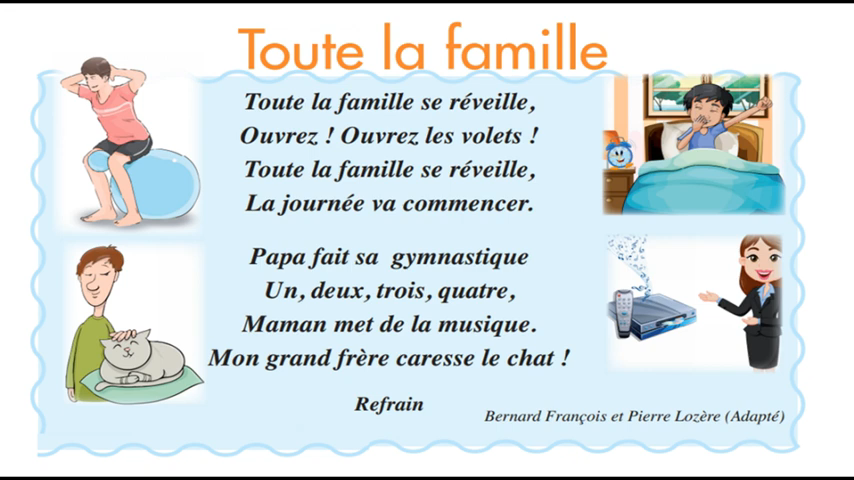 Toute la famille
Toute la famille se réveille,
Ouvrez ! Ouvrez les volets !
Toute la famille se réveille,
La journée va commencer.
Papa fait sa gymnastique
Un, deux, trois, quatre,
Maman met de la musique.
Mon grand frère caresse le chat !
Refrain
Bernard François et Pierre Lozère (Adapté)